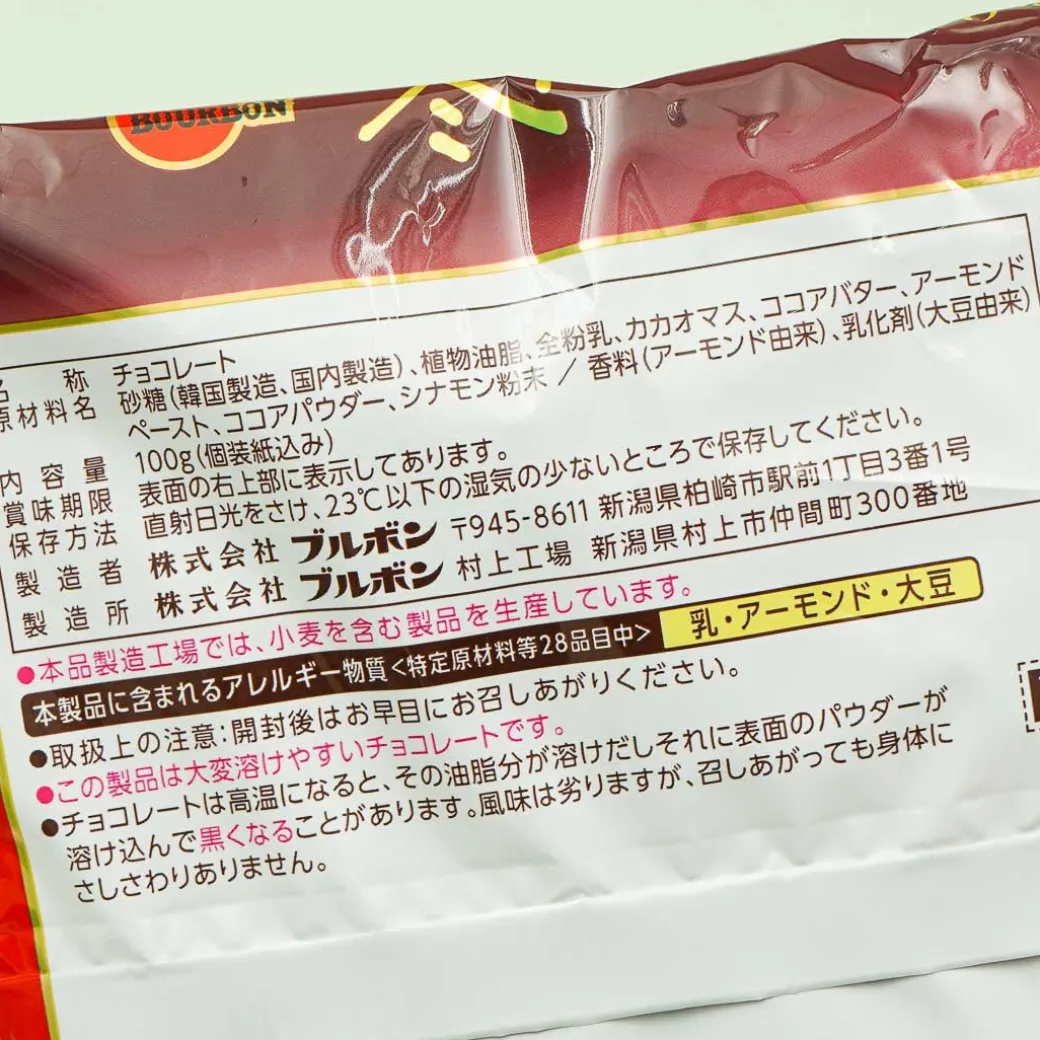 BOURBON
名称 チョコレート
原材料名 砂糖(韓国製造、国内製造)、植物油脂、全粉乳、カカオマス、ココアバター、アーモンド
ペースト、ココアパウダー、シナモン粉末 / 香料(アーモンド由来)、乳化剤(大豆由来)
内容量 100g(個装紙込み)
賞味期限 表面の右上部に表示してあります。
保存方法 直射日光をさけ、23℃以下の湿気の少ないところで保存してください。
製造者 株式会社 ブルボン 〒945-8611 新潟県柏崎市駅前1丁目3番1号
製造所 株式会社 ブルボン 村上工場 新潟県村上市仲間町300番地
●本品製造工場では、小麦を含む製品を生産しています。
本製品に含まれるアレルギー物質<特定原材料等28品目中> 乳・アーモンド・大豆
●取扱上の注意:開封後はお早目にお召しあがりください。
●この製品は大変溶けやすいチョコレートです。
●チョコレートは高温になると、その油脂分が溶けだしそれに表面のパウダーが
溶け込んで黒くなることがあります。風味は劣りますが、召しあがっても身体に
さしさわりありません。